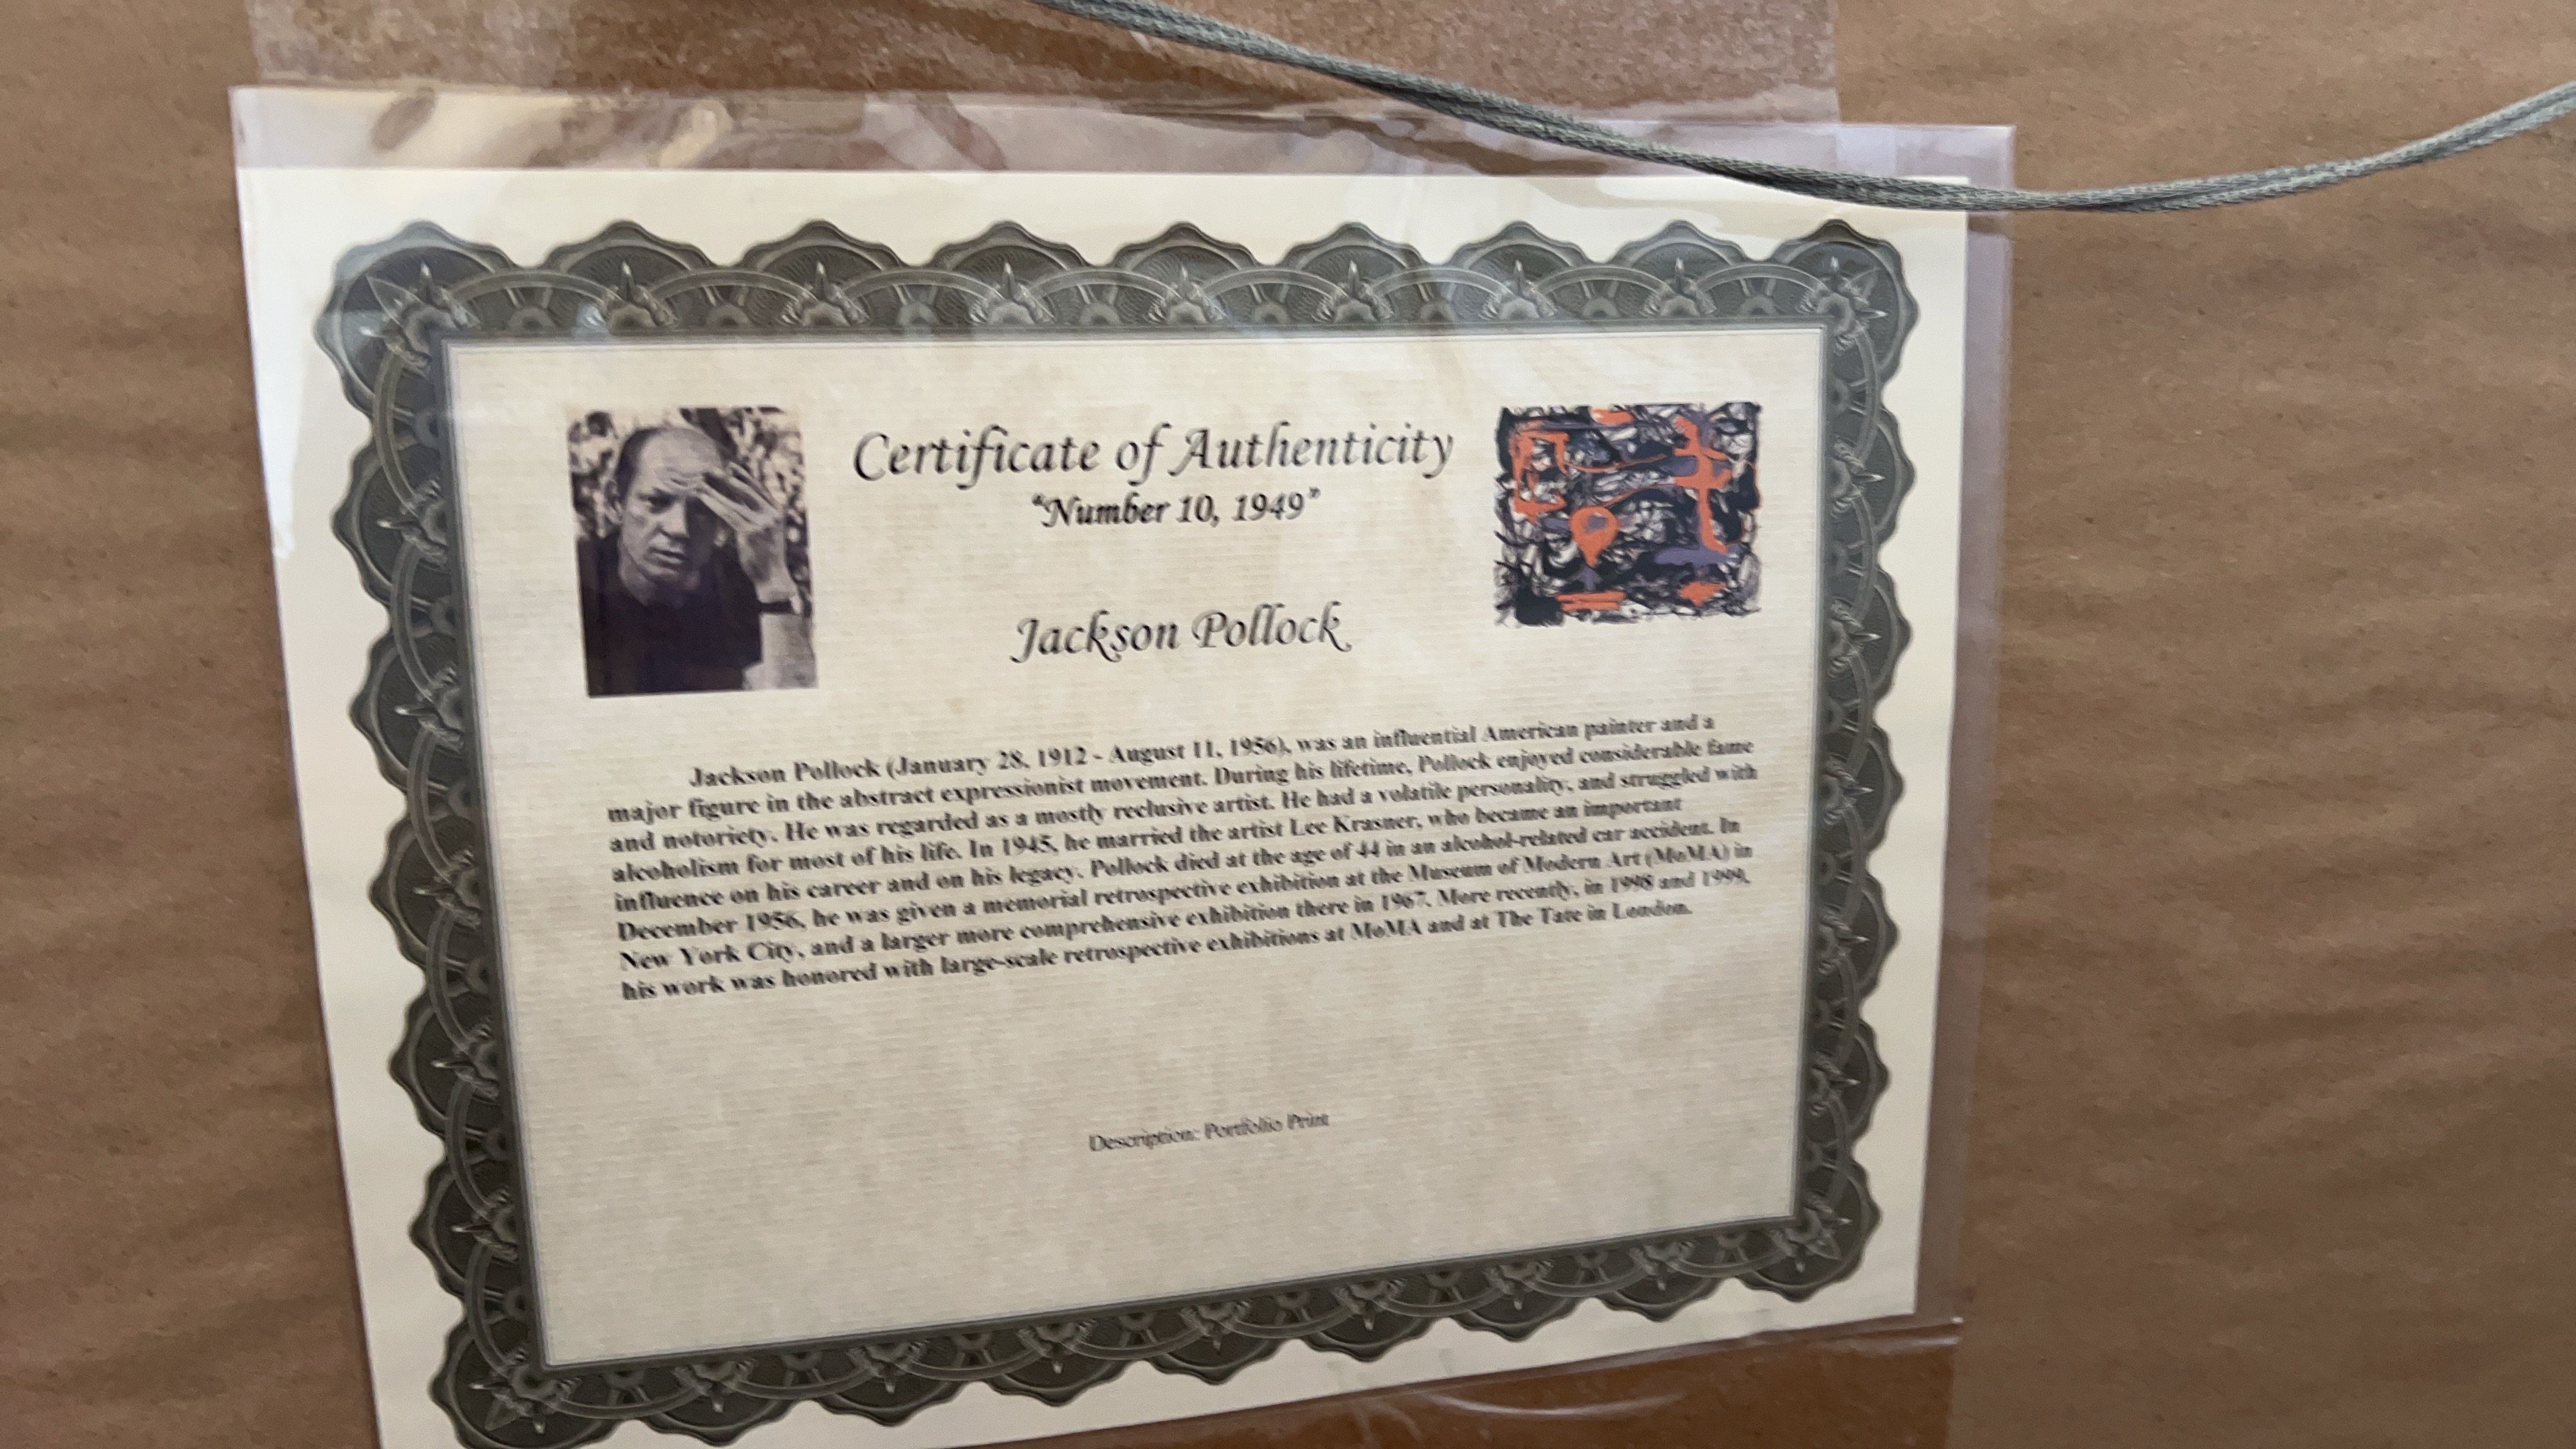 Certificate of Authenticity
"Number 10, 1949"
Jackson Pollock
Jackson Pollock (January 28, 1912 - August 11, 1956), was an influential American painter and a
major figure in the abstract expressionist movement. During his lifetime, Pollock enjoyed considerable fame
and notoriety. He was regarded as a mostly reclusive artist. He had a volatile personality, and struggled with
alcoholism for most of his life. In 1945, he married the artist Lee Krasner, who became an important
influence on his career and on his legacy. Pollock died at the age of 44 in an alcohol-related car accident. In
December 1956, he was given a memorial retrospective exhibition at the Museum of Modern Art (MoMA) in
New York City, and a larger more comprehensive exhibition there in 1967. More recently, in 1998 and 1999,
his work was honored with large-scale retrospective exhibitions at MoMA and at The Tate in London.
Description: Portfolio Print